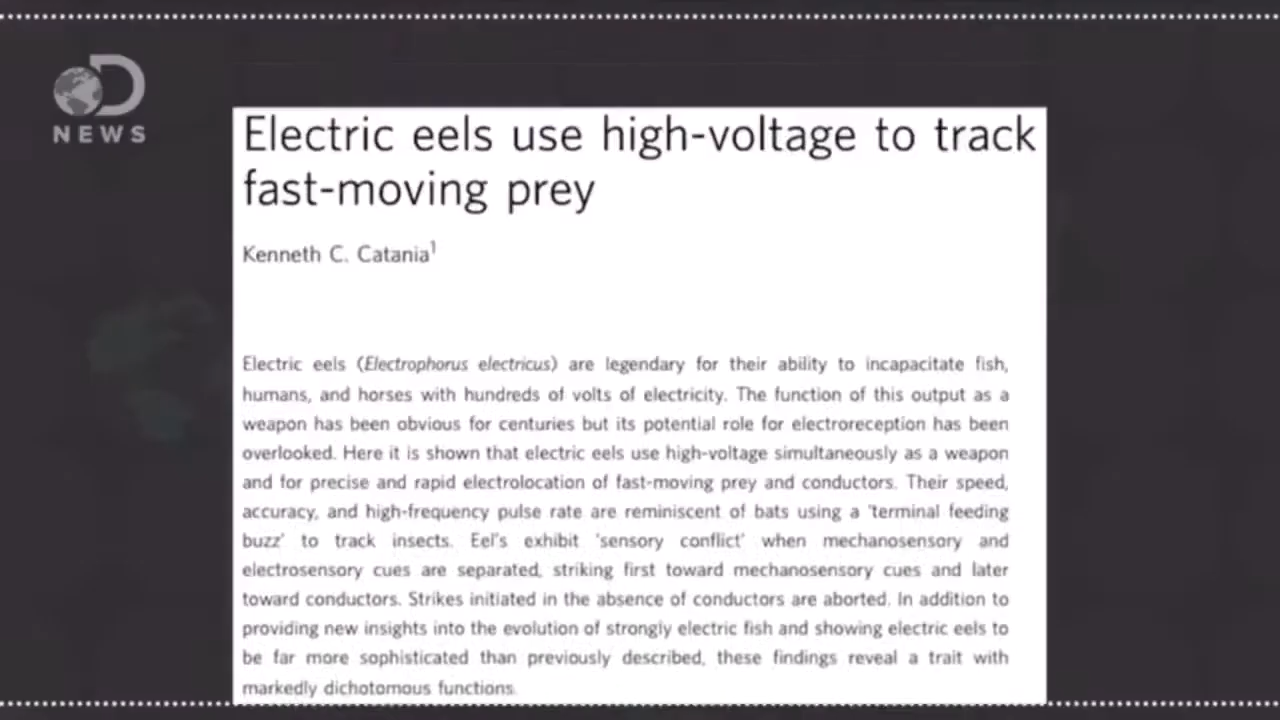 NEWS
Electric eels use high-voltage to track
fast-moving prey
Kenneth C. Catania1
Electric eels (Electrophorus electricus) are legendary for their ability to incapacitate fish,
humans, and horses with hundreds of volts of electricity. The function of this output as a
weapon has been obvious for centuries but its potential role for electroreception has been
overlooked. Here it is shown that electric eels use high-voltage simultaneously as a weapon
and for precise and rapid electrolocation of fast-moving prey and conductors. Their speed,
accuracy, and high-frequency pulse rate are reminiscent of bats using a 'terminal feeding
buzz' to track insects. Eel's exhibit 'sensory conflict' when mechanosensory and
electrosensory cues are separated, striking first toward mechanosensory cues and later
toward conductors. Strikes initiated in the absence of conductors are aborted. In addition to
providing new insights into the evolution of strongly electric fish and showing electric eels to
be far more sophisticated than previously described, these findings reveal a trait with
markedly dichotomous functions.